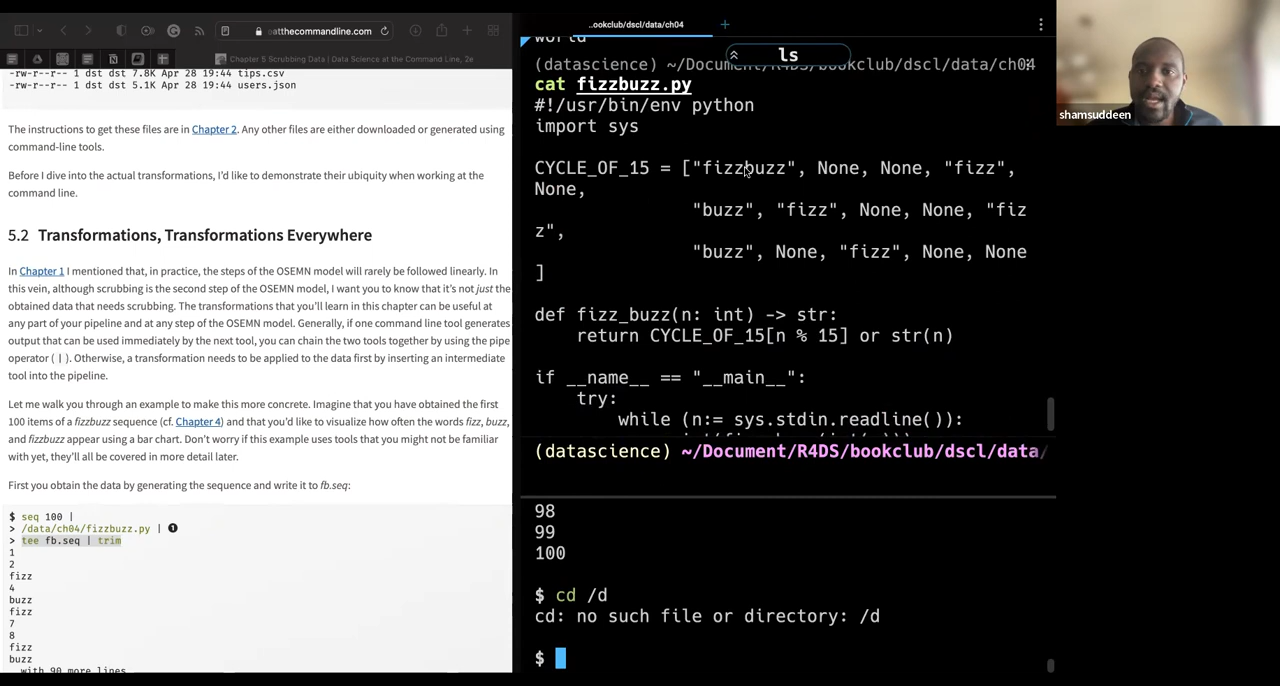 atthecommandline.com
Chapter 5 Scrubbing Data | Data Science at the Command Line, 2e
-rw-r--r-- 1 dst dst 7.8K Apr 28 19:44 tips.csv
-rw-r--r-- 1 dst dst 5.1K Apr 28 19:44 users.json
The instructions to get these files are in Chapter 2. Any other files are either downloaded or generated using
command-line tools.
Before I dive into the actual transformations, I'd like to demonstrate their ubiquity when working at the
command line.
5.2 Transformations, Transformations Everywhere
In Chapter 1 I mentioned that, in practice, the steps of the OSEMN model will rarely be followed linearly. In
this vein, although scrubbing is the second step of the OSEMN model, I want you to know that it's not just the
obtained data that needs scrubbing. The transformations that you'll learn in this chapter can be useful at
any part of your pipeline and at any step of the OSEMN model. Generally, if one command line tool generates
output that can be used immediately by the next tool, you can chain the two tools together by using the pipe
operator ( | ). Otherwise, a transformation needs to be applied to the data first by inserting an intermediate
tool into the pipeline.
Let me walk you through an example to make this more concrete. Imagine that you have obtained the first
100 items of a fizzbuzz sequence (cf. Chapter 4) and that you'd like to visualize how often the words fizz, buzz,
and fizzbuzz appear using a bar chart. Don't worry if this example uses tools that you might not be familiar
with yet, they'll all be covered in more detail later.
First you obtain the data by generating the sequence and write it to fb.seq:
$ seq 100 |
> /data/ch04/fizzbuzz.py | 1
> tee fb.seq | trim
1
2
fizz
4
buzz
fizz
7
8
fizz
buzz
with 90 more lines
..ookclub/dscl/data/ch04
world
ls
(datascience) ~/Document/R4DS/bookclub/dscl/data/ch04
cat fizzbuzz.py
#!/usr/bin/env python
import sys
CYCLE_OF_15 = ["fizzbuzz", None, None, "fizz",
None,
"buzz", "fizz", None, None, "fiz
z",
"buzz", None, "fizz", None, None
]
def fizz_buzz(n: int) -> str:
return CYCLE_OF_15[n % 15] or str(n)
if __name__ == "__main__":
try:
while (n:= sys.stdin.readline()):
(datascience) ~/Document/R4DS/bookclub/dscl/data/
98
99
100
$ cd /d
cd: no such file or directory: /d
$
shamsuddeen